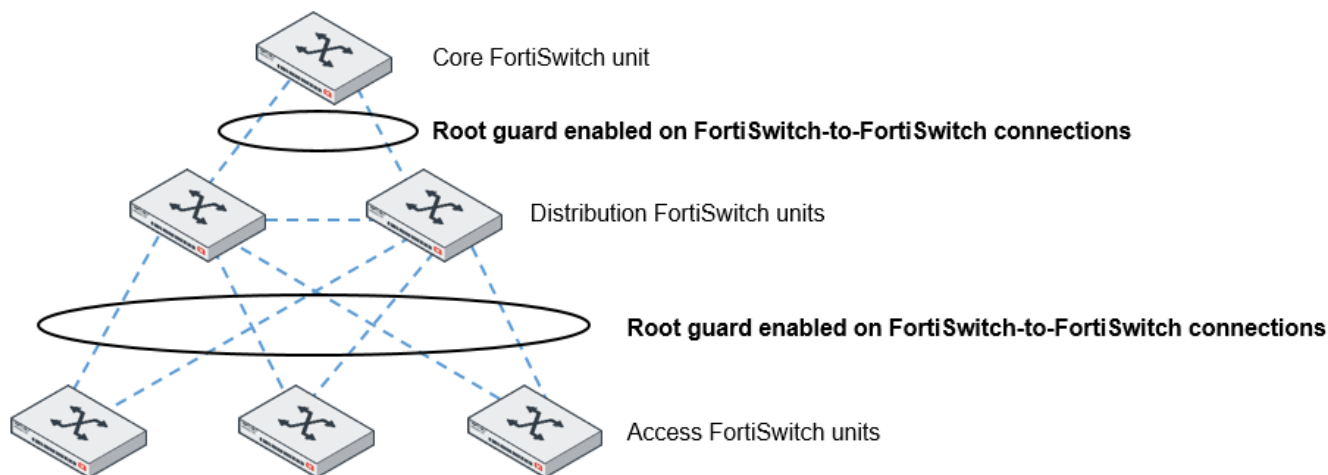 Core FortiSwitch unit
Root guard enabled on FortiSwitch-to-FortiSwitch connections
Distribution FortiSwitch units
Root guard enabled on FortiSwitch-to-FortiSwitch connections
Access FortiSwitch units